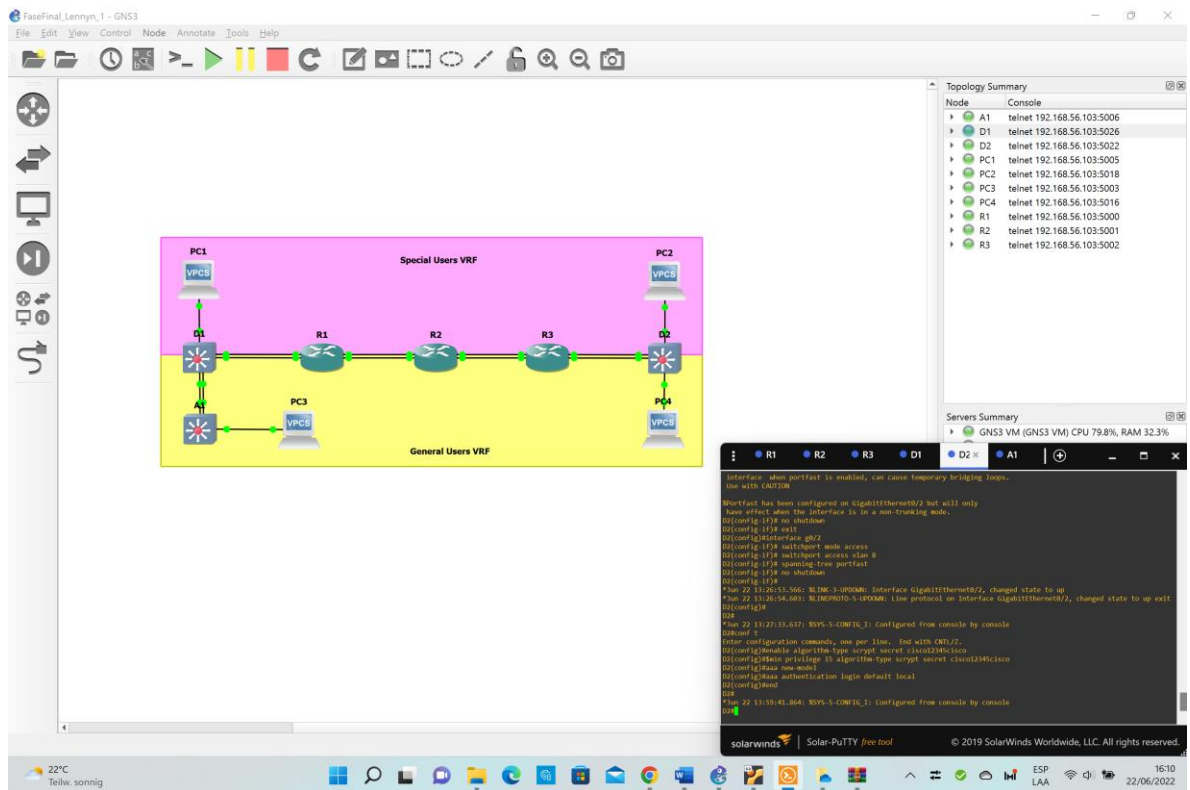 FaseFinal_Lennyn_1 - GNS3
File Edit View Control Node Annotate Tools Help
Topology Summary
Node Console
A1 telnet 192.168.56.103:5006
D1 telnet 192.168.56.103:5026
D2 telnet 192.168.56.103:5022
PC1 telnet 192.168.56.103:5005
PC2 telnet 192.168.56.103:5018
PC3 telnet 192.168.56.103:5003
PC4 telnet 192.168.56.103:5016
R1 telnet 192.168.56.103:5000
R2 telnet 192.168.56.103:5001
R3 telnet 192.168.56.103:5002
PC1
Special Users VRF
PC2
VPCS
VPCS
D1
R1
R2
R3
D2
A1
PC3
PC4
VPCS
VPCS
General Users VRF
Servers Summary
GNS3 VM (GNS3 VM) CPU 79.8%, RAM 32.3%
R1 R2 R3 D1 D2 A1
interface when portfast is enabled, can cause temporary bridging loops.
Use with CAUTION
%Portfast has been configured on GigabitEthernet0/2 but will only
have effect when the interface is in a non-trunking mode.
D2(config-if)# no shutdown
D2(config-if)# exit
D2(config)#interface g0/2
D2(config-if)# switchport mode access
D2(config-if)# switchport access vlan 8
D2(config-if)# spanning-tree portfast
D2(config-if)# no shutdown
D2(config-if)#
*Jun 22 13:26:53.566: %LINK-3-UPDOWN: Interface GigabitEthernet0/2, changed state to up
*Jun 22 13:26:54.603: %LINEPROTO-5-UPDOWN: Line protocol on Interface GigabitEthernet0/2, changed state to up exit
D2(config)#
D2#
*Jun 22 13:27:33.637: %SYS-5-CONFIG_I: Configured from console by console
D2#conf t
Enter configuration commands, one per line. End with CNTL/Z.
D2(config)#enable algorithm-type scrypt secret cisco12345cisco
D2(config)#$min privilege 15 algorithm-type scrypt secret cisco12345cisco
D2(config)#aaa new-model
D2(config)#aaa authentication login default local
D2(config)#end
D2#
*Jun 22 13:59:41.864: %SYS-5-CONFIG_I: Configured from console by console
D2#
solarwinds Solar-PuTTY free tool © 2019 SolarWinds Worldwide, LLC. All rights reserved.
22°C
Teilw. sonnig
ESP
LAA
16:10
22/06/2022